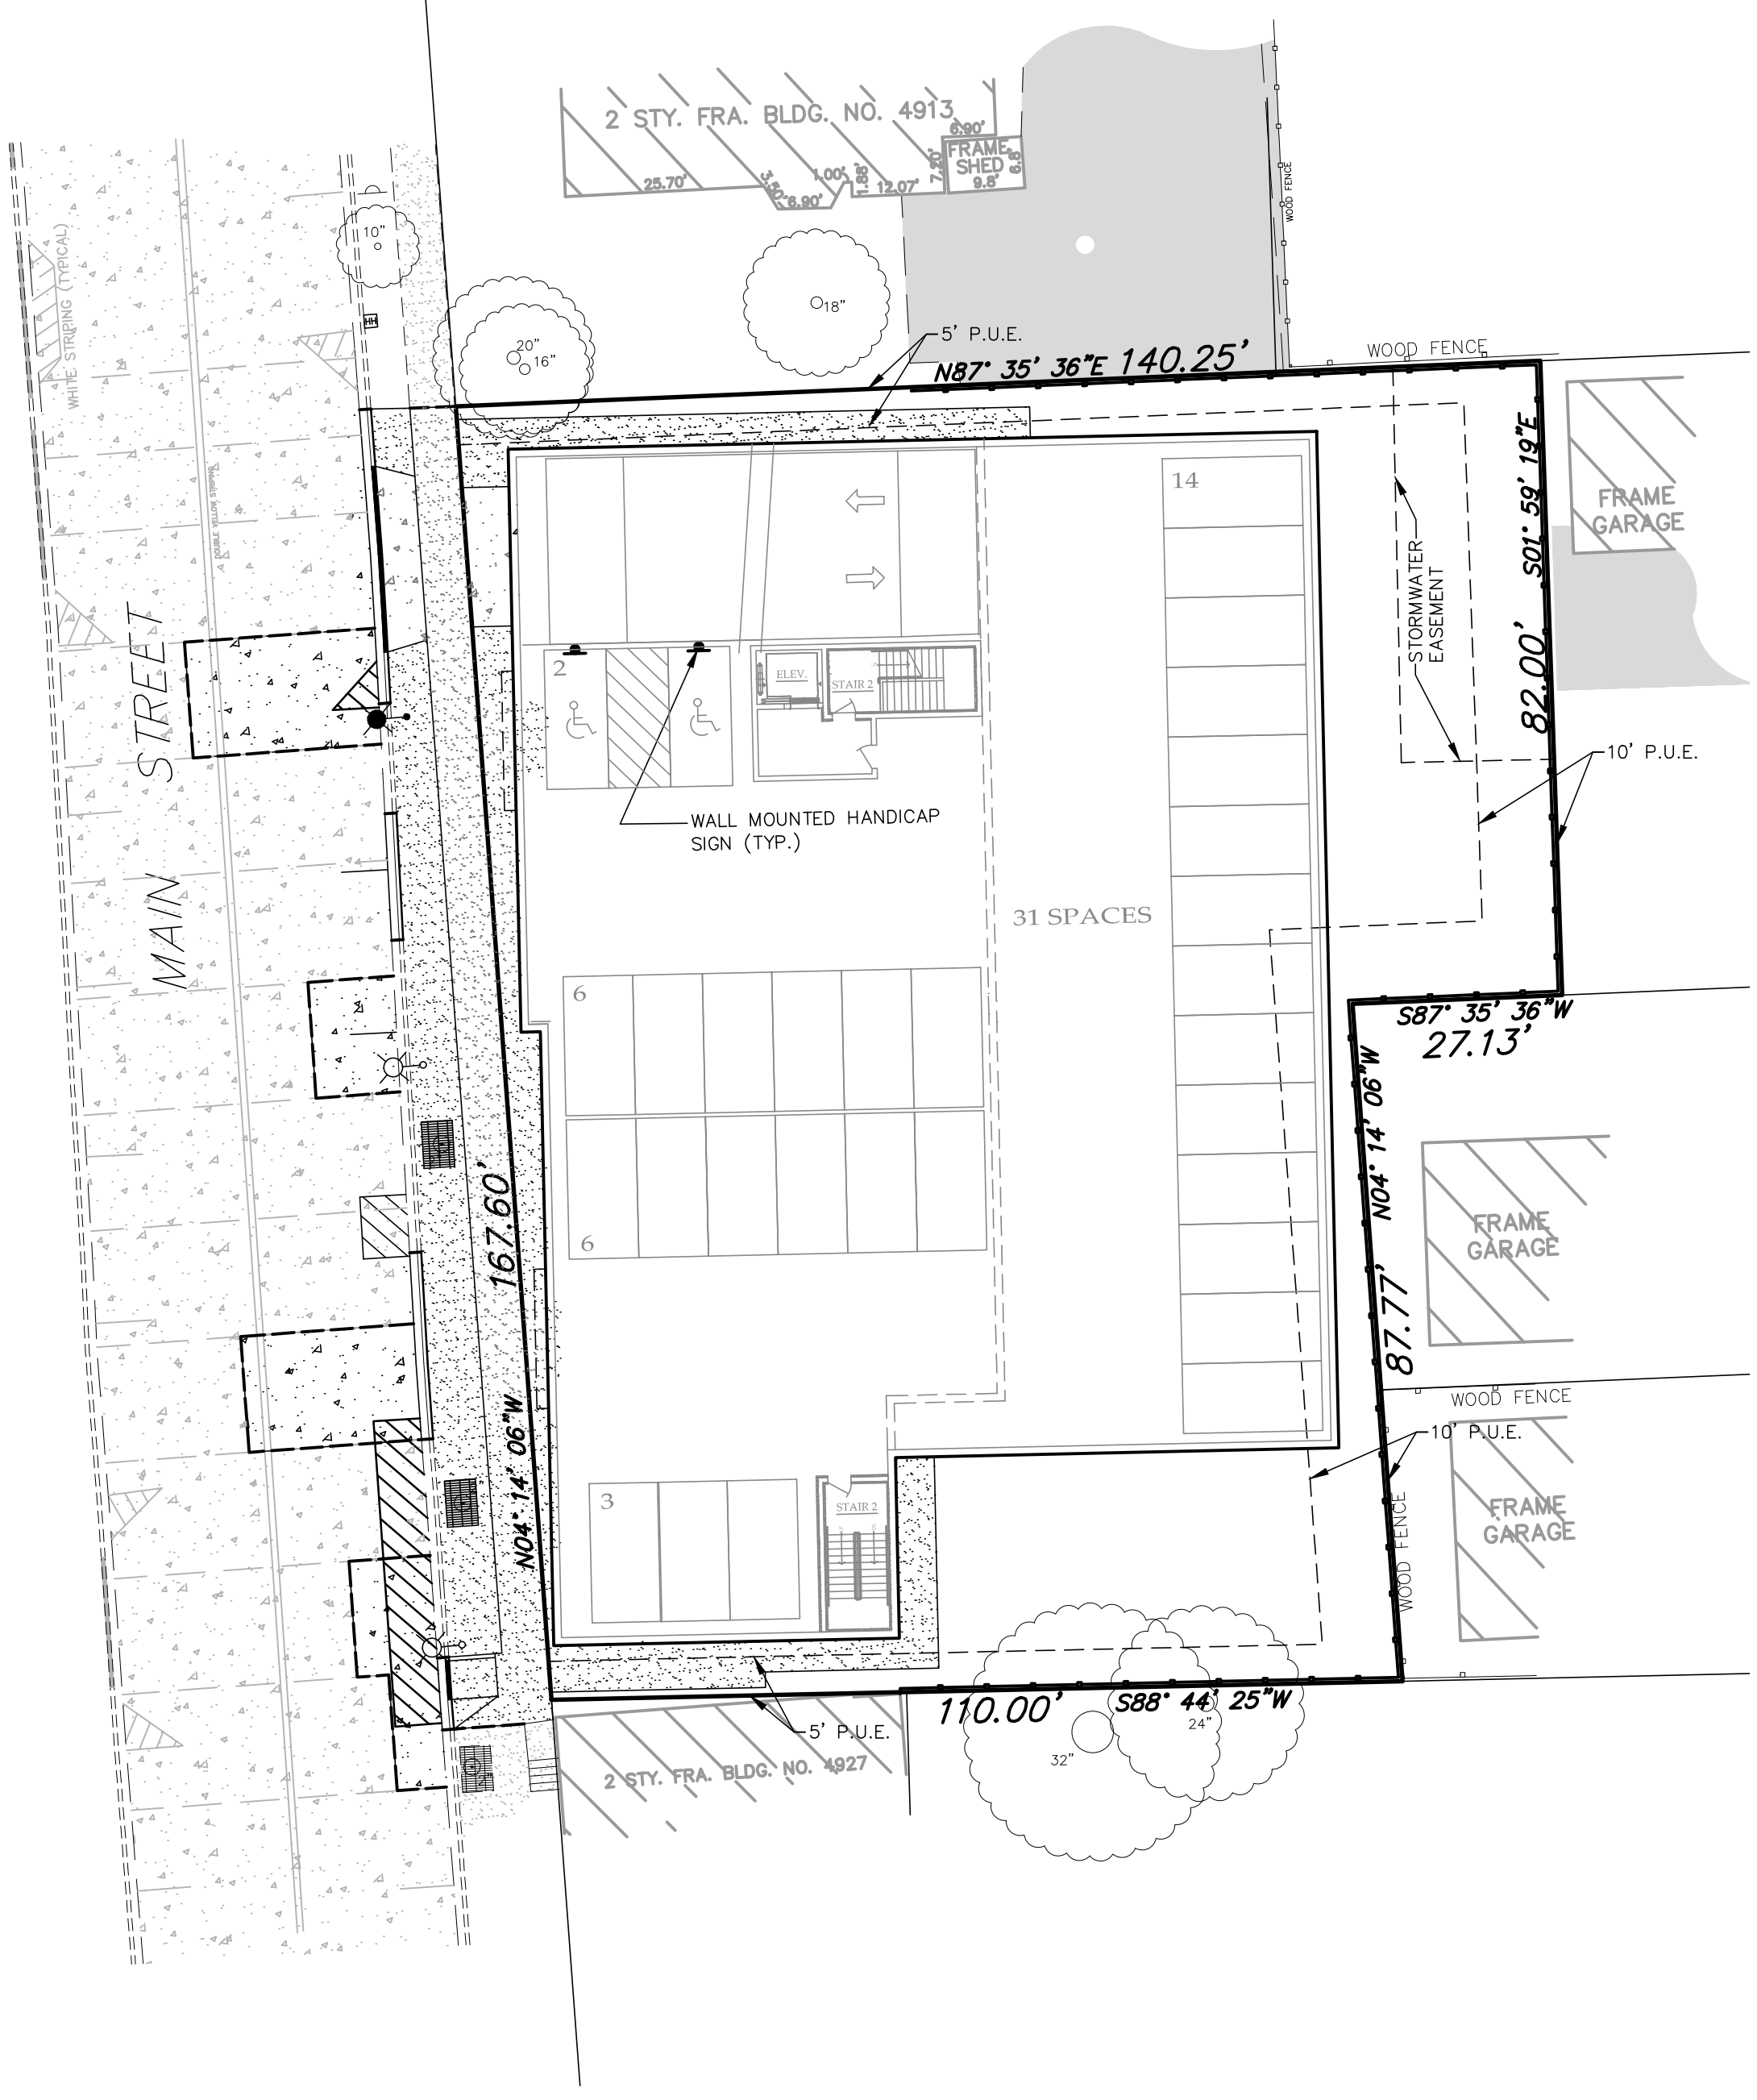 2 STY. FRA. BLDG. NO. 4913
6.90'
FRAME
SHED
9.8'
6.8'
7.20'
25.70'
3.50'
6.90'
1.00'
1.88'
12.07'
WOOD FENCE
WHITE STRIPING (TYPICAL)
10"
HH
20"
16"
18"
5' P.U.E.
N87° 35' 36"E 140.25'
WOOD FENCE
DOUBLE YELLOW STRIPING
14
S01° 59' 19"E
82.00'
FRAME
GARAGE
STORMWATER
EASEMENT
MAIN STREET
2
ELEV.
STAIR 2
10' P.U.E.
WALL MOUNTED HANDICAP
SIGN (TYP.)
31 SPACES
6
6
S87° 35' 36"W
27.13'
N04° 14' 06"W
87.77'
FRAME
GARAGE
N04° 14' 06"W
167.60'
WOOD FENCE
10' P.U.E.
3
STAIR 2
WOOD FENCE
FRAME
GARAGE
110.00'
S88° 44' 25"W
24"
32"
5' P.U.E.
2 STY. FRA. BLDG. NO. 4927
2"